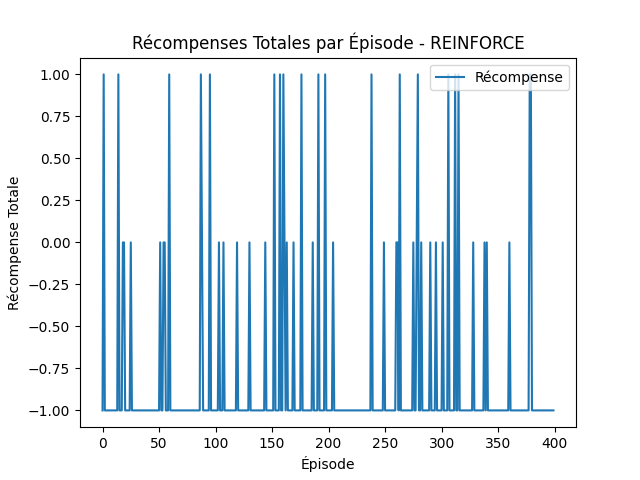 Récompenses Totales par Épisode - REINFORCE
Récompense
1.00
0.75
0.50
0.25
0.00
−0.25
−0.50
−0.75
−1.00
Récompense Totale
0 50 100 150 200 250 300 350 400
Épisode